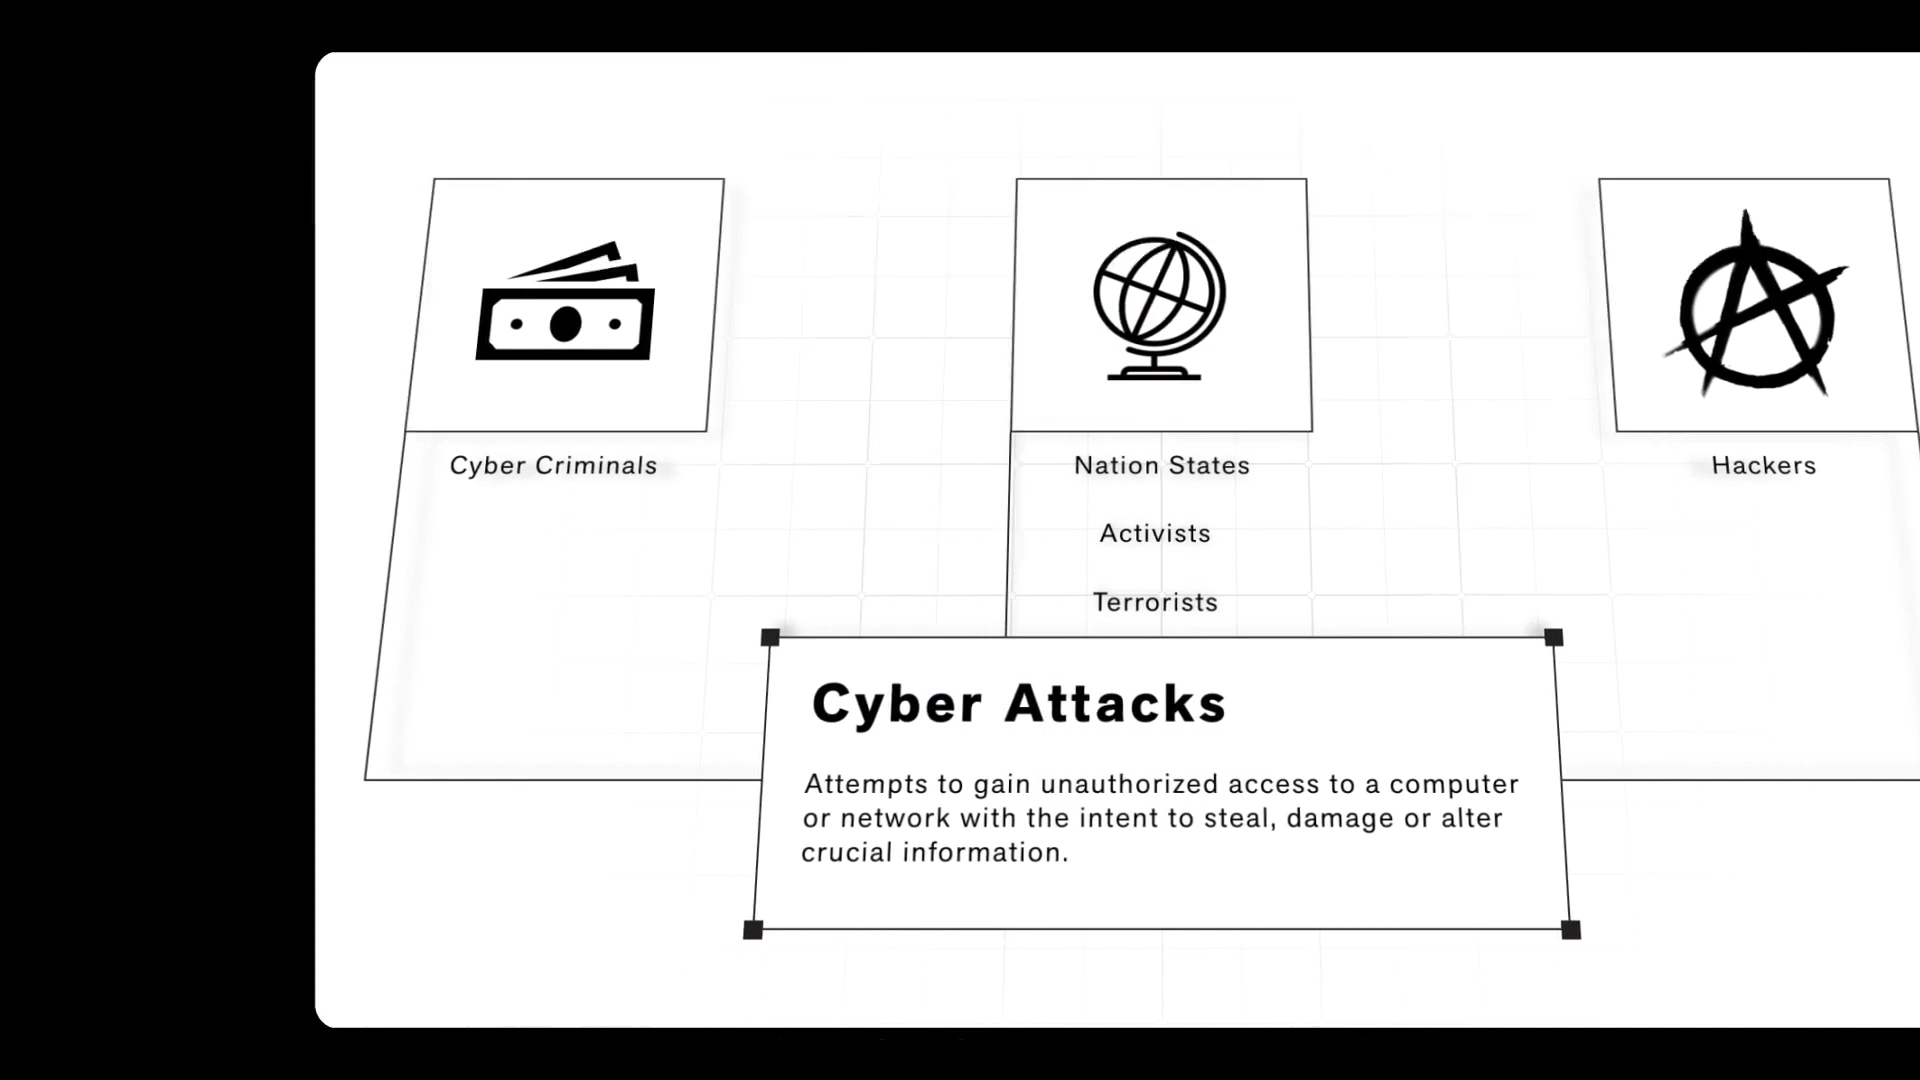 Cyber Criminals
Nation States
Hackers
Activists
Terrorists
Cyber Attacks
Attempts to gain unauthorized access to a computer
or network with the intent to steal, damage or alter
crucial information.